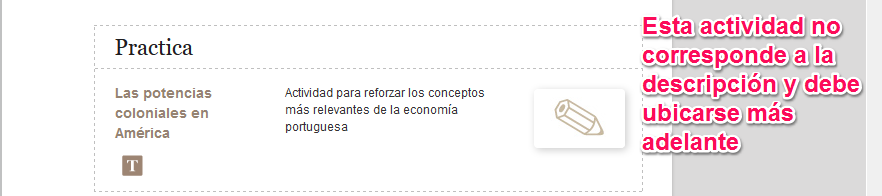 Practica
Las potencias
coloniales en
América
T
Actividad para reforzar los conceptos
más relevantes de la economía
portuguesa
Esta actividad no
corresponde a la
descripción y debe
ubicarse más
adelante